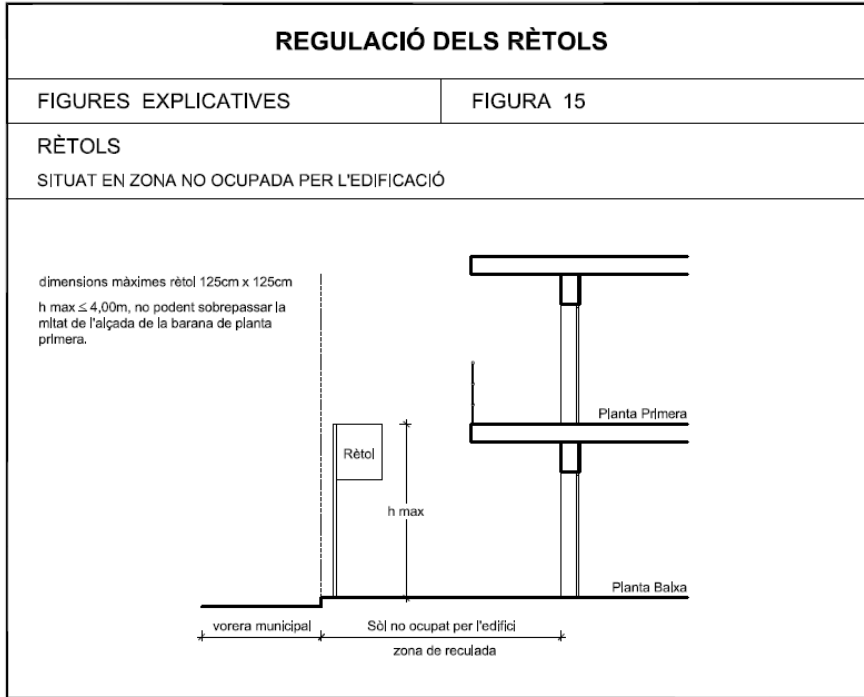 REGULACIÓ DELS RÈTOLS
FIGURES EXPLICATIVES
FIGURA 15
RÈTOLS
SITUAT EN ZONA NO OCUPADA PER L'EDIFICACIÓ
dimensions màximes rètol 125cm x 125cm
h max ≤ 4,00m, no podent sobrepassar la
mitat de l'alçada de la barana de planta
primera.
Planta Primera
Rètol
h max
Planta Baixa
vorera municipal
Sòl no ocupat per l'edifici
zona de reculada